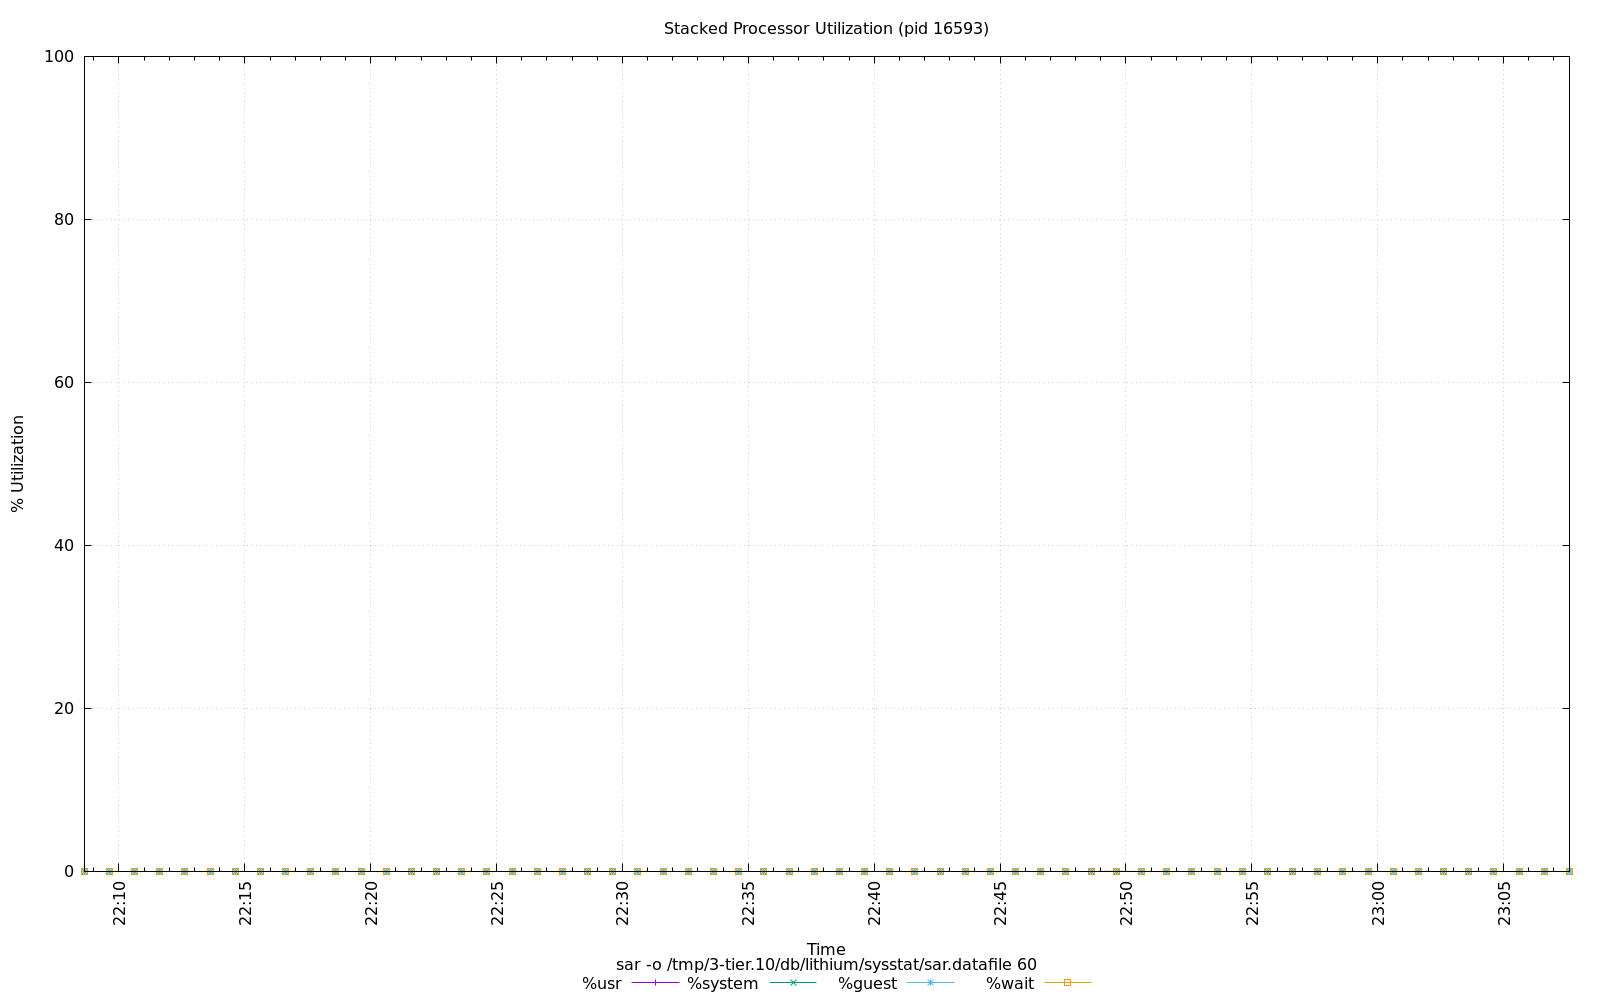 Stacked Processor Utilization (pid 16593)
100
80
60
40
20
0
% Utilization
22:10 22:15 22:20 22:25 22:30 22:35 22:40 22:45 22:50 22:55 23:00 23:05
Time
sar -o /tmp/3-tier.10/db/lithium/sysstat/sar.datafile 60
%usr %system %guest %wait